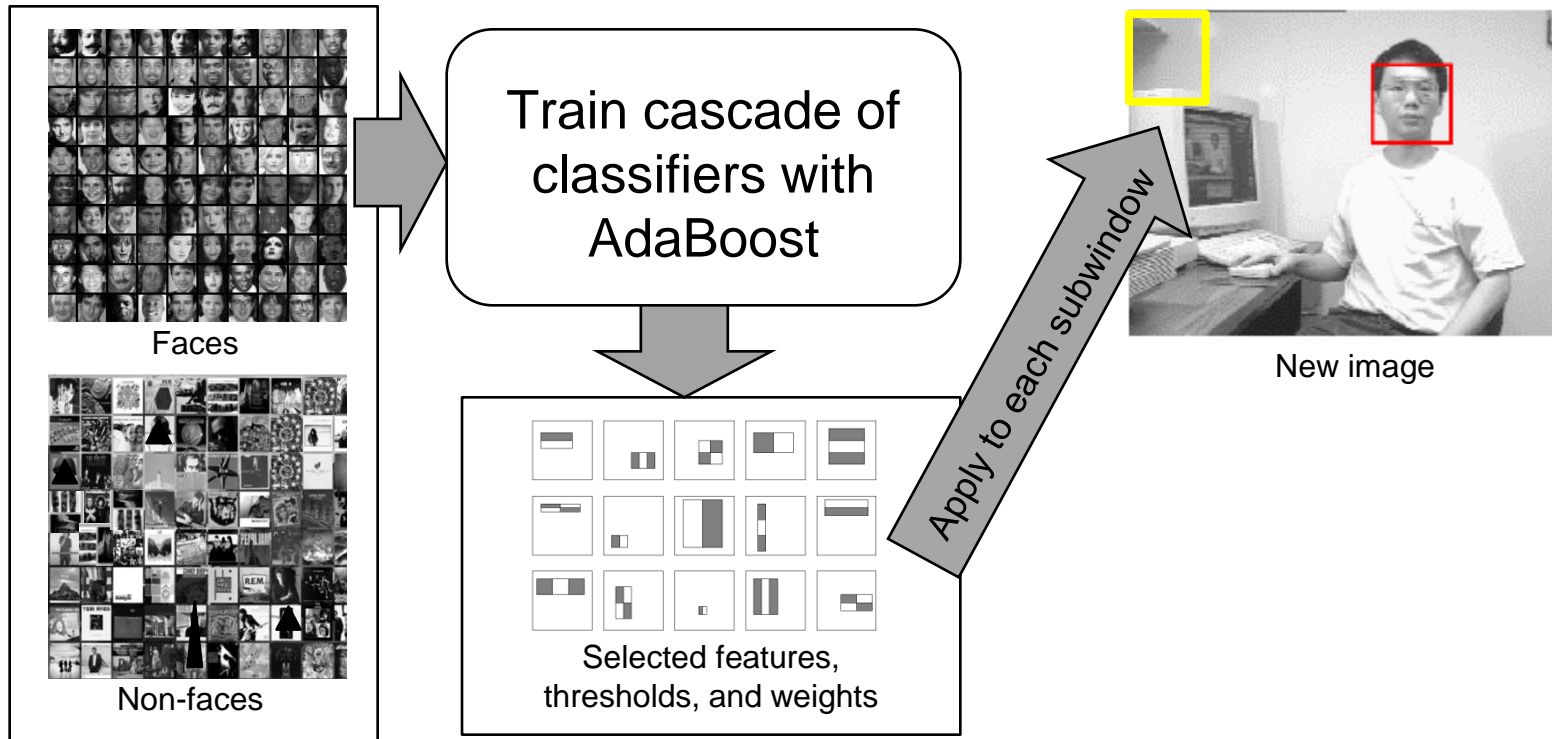 Faces
Non-faces
Train cascade of
classifiers with
AdaBoost
Selected features,
thresholds, and weights
Apply to each subwindow
New image
R.E.M.